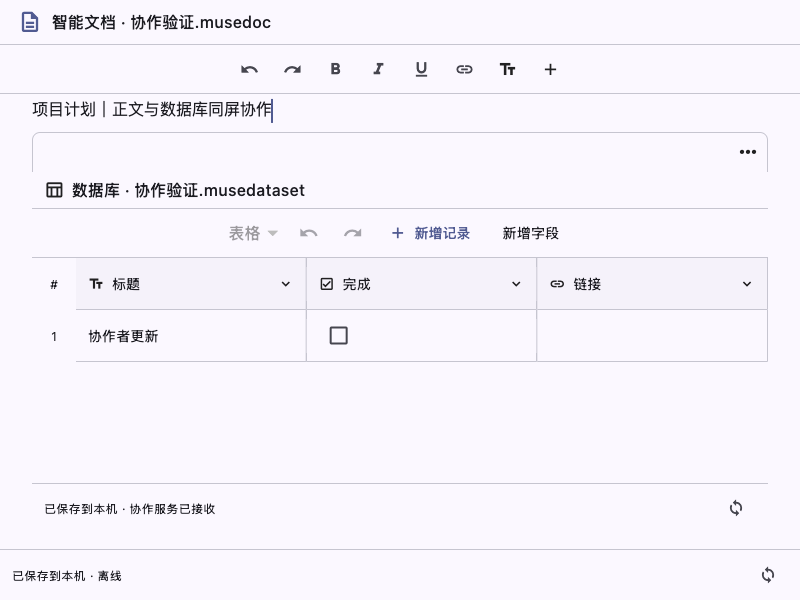 智能文档 · 协作验证.musedoc
B I U Tт +
项目计划｜正文与数据库同屏协作
数据库 · 协作验证.musedataset
表格 + 新增记录 新增字段
# Tт 标题 完成 链接
1 协作者更新
已保存到本机 · 协作服务已接收
已保存到本机 · 离线